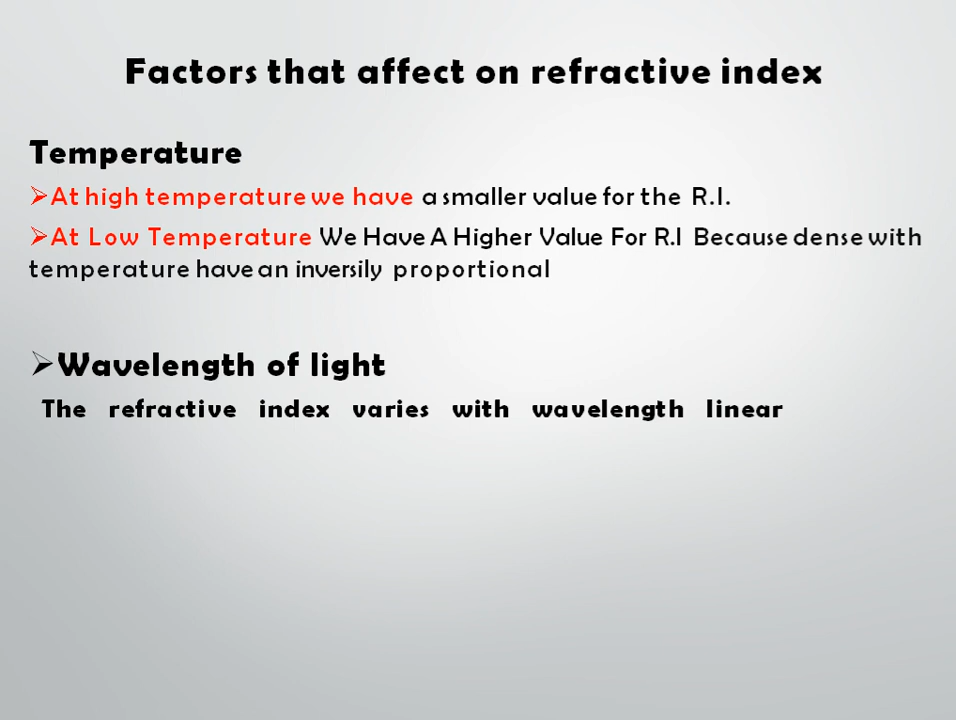 Factors that affect on refractive index
Temperature
➢At high temperature we have a smaller value for the R.I.
➢At Low Temperature We Have A Higher Value For R.I Because dense with
temperature have an inversily proportional
➢Wavelength of light
The refractive index varies with wavelength linear